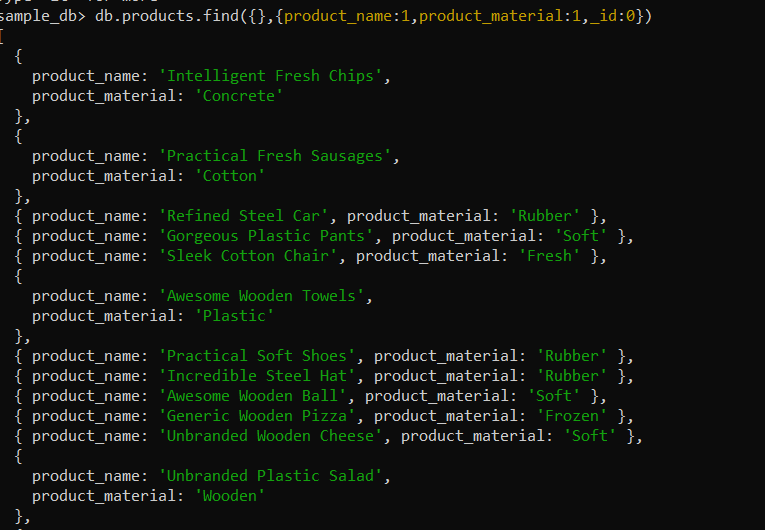 sample_db> db.products.find({},{product_name:1,product_material:1,_id:0})
[
  {
    product_name: 'Intelligent Fresh Chips',
    product_material: 'Concrete'
  },
  {
    product_name: 'Practical Fresh Sausages',
    product_material: 'Cotton'
  },
  { product_name: 'Refined Steel Car', product_material: 'Rubber' },
  { product_name: 'Gorgeous Plastic Pants', product_material: 'Soft' },
  { product_name: 'Sleek Cotton Chair', product_material: 'Fresh' },
  {
    product_name: 'Awesome Wooden Towels',
    product_material: 'Plastic'
  },
  { product_name: 'Practical Soft Shoes', product_material: 'Rubber' },
  { product_name: 'Incredible Steel Hat', product_material: 'Rubber' },
  { product_name: 'Awesome Wooden Ball', product_material: 'Soft' },
  { product_name: 'Generic Wooden Pizza', product_material: 'Frozen' },
  { product_name: 'Unbranded Wooden Cheese', product_material: 'Soft' },
  {
    product_name: 'Unbranded Plastic Salad',
    product_material: 'Wooden'
  },